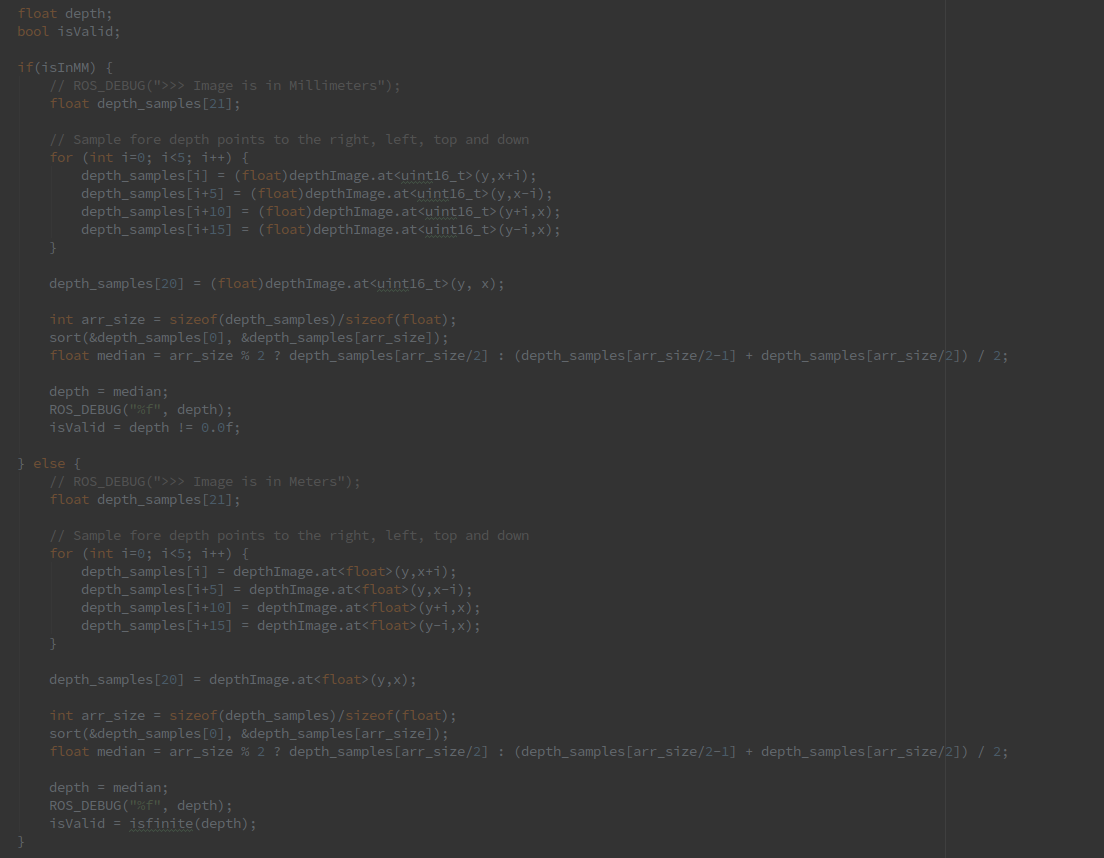 float depth;
bool isValid;
if(isInMM) {
// ROS_DEBUG(">>> Image is in Millimeters");
float depth_samples[21];
// Sample fore depth points to the right, left, top and down
for (int i=0; i<5; i++) {
depth_samples[i] = (float)depthImage.at<uint16_t>(y,x+i);
depth_samples[i+5] = (float)depthImage.at<uint16_t>(y,x-i);
depth_samples[i+10] = (float)depthImage.at<uint16_t>(y+i,x);
depth_samples[i+15] = (float)depthImage.at<uint16_t>(y-i,x);
}
depth_samples[20] = (float)depthImage.at<uint16_t>(y, x);
int arr_size = sizeof(depth_samples)/sizeof(float);
sort(&depth_samples[0], &depth_samples[arr_size]);
float median = arr_size % 2 ? depth_samples[arr_size/2] : (depth_samples[arr_size/2-1] + depth_samples[arr_size/2]) / 2;
depth = median;
ROS_DEBUG("%f", depth);
isValid = depth != 0.0f;
} else {
// ROS_DEBUG(">>> Image is in Meters");
float depth_samples[21];
// Sample fore depth points to the right, left, top and down
for (int i=0; i<5; i++) {
depth_samples[i] = depthImage.at<float>(y,x+i);
depth_samples[i+5] = depthImage.at<float>(y,x-i);
depth_samples[i+10] = depthImage.at<float>(y+i,x);
depth_samples[i+15] = depthImage.at<float>(y-i,x);
}
depth_samples[20] = depthImage.at<float>(y,x);
int arr_size = sizeof(depth_samples)/sizeof(float);
sort(&depth_samples[0], &depth_samples[arr_size]);
float median = arr_size % 2 ? depth_samples[arr_size/2] : (depth_samples[arr_size/2-1] + depth_samples[arr_size/2]) / 2;
depth = median;
ROS_DEBUG("%f", depth);
isValid = isfinite(depth);
}